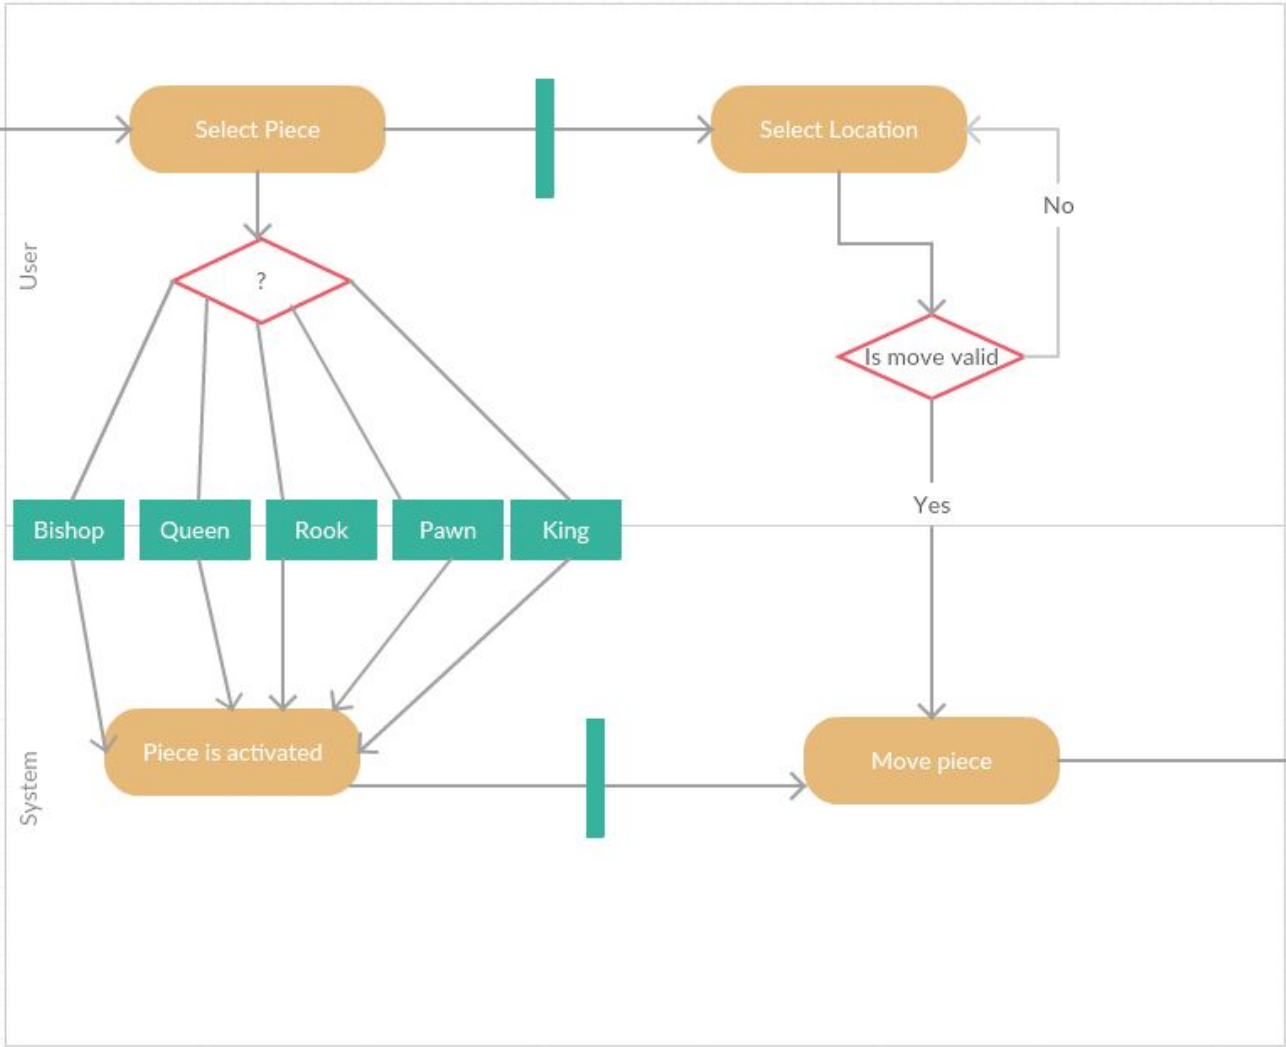 Select Piece
Select Location
No
User
?
Is move valid
Yes
Bishop
Queen
Rook
Pawn
King
Piece is activated
Move piece
System